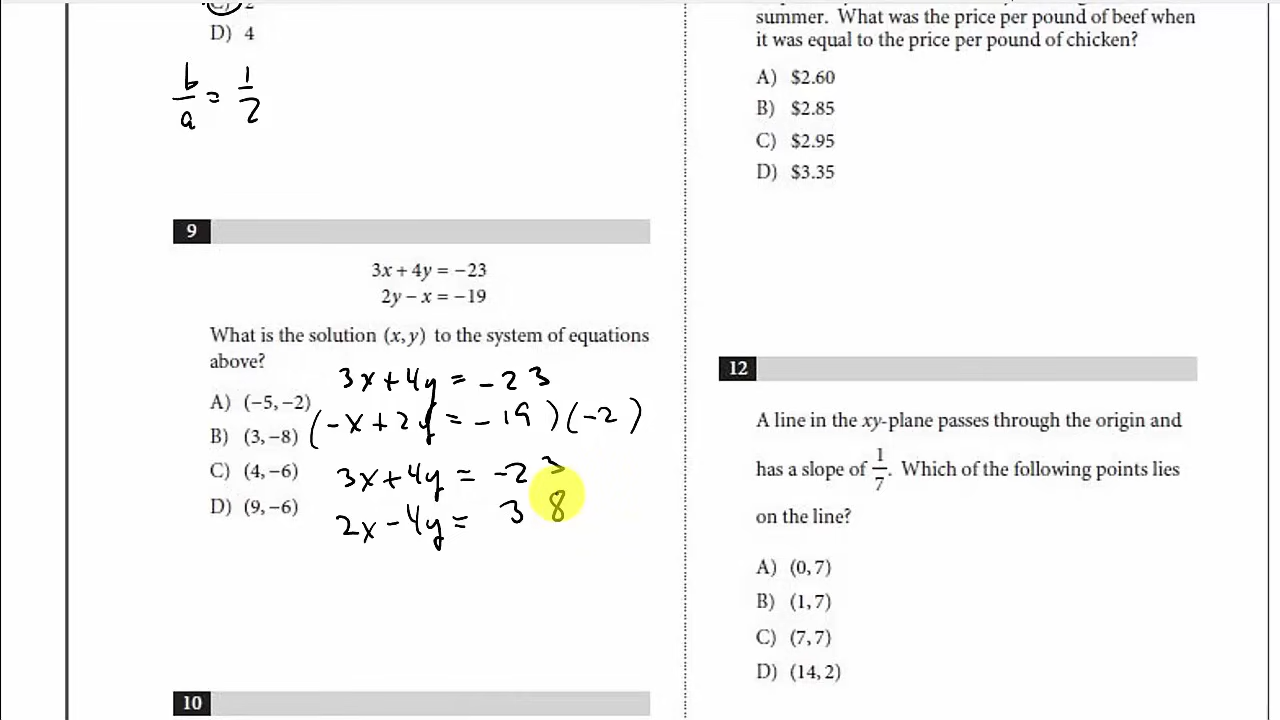 C) 2
D) 4
b/a = 1/2
9
3x + 4y = −23
2y − x = −19
What is the solution (x, y) to the system of equations
above?
A) (−5, −2)
B) (3, −8)
C) (4, −6)
D) (9, −6)
3x + 4y = -23
(-x + 2y = -19)(-2)
3x + 4y = -23
2x - 4y = 38
10
summer. What was the price per pound of beef when
it was equal to the price per pound of chicken?
A) $2.60
B) $2.85
C) $2.95
D) $3.35
12
A line in the xy-plane passes through the origin and
has a slope of 1/7. Which of the following points lies
on the line?
A) (0, 7)
B) (1, 7)
C) (7, 7)
D) (14, 2)